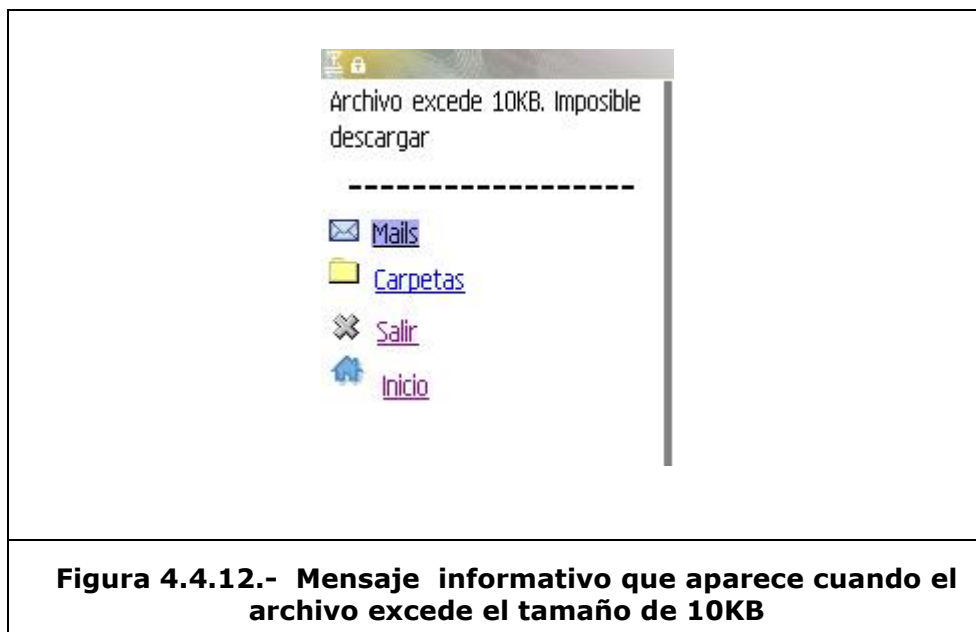 Archivo excede 10KB. Imposible
descargar
-------------------
Mails
Carpetas
Salir
Inicio
Figura 4.4.12.- Mensaje informativo que aparece cuando el
archivo excede el tamaño de 10KB